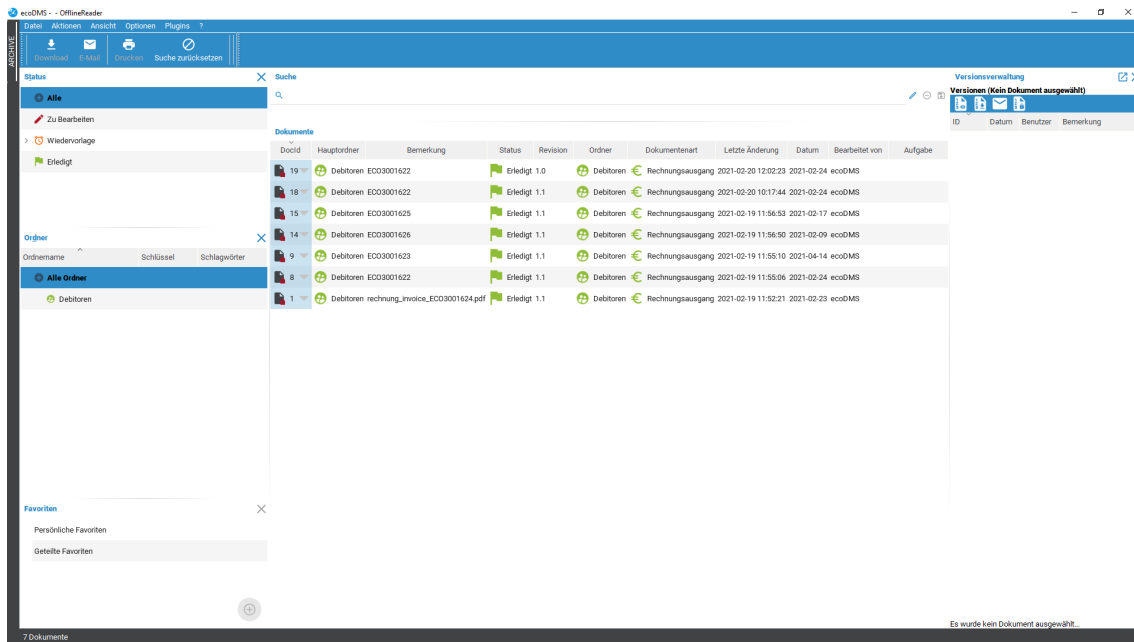 ecoDMS - - OfflineReader
Datei Aktionen Ansicht Optionen Plugins ?
ARCHIVE
Download E-Mail Drucken Suche zurücksetzen
Status
Alle
Zu Bearbeiten
Wiedervorlage
Erledigt
Ordner
Ordnername Schlüssel Schlagwörter
Alle Ordner
Debitoren
Favoriten
Persönliche Favoriten
Geteilte Favoriten
Suche
Dokumente
DocId Hauptordner Bemerkung Status Revision Ordner Dokumentenart Letzte Änderung Datum Bearbeitet von Aufgabe
19 Debitoren ECO3001622 Erledigt 1.0 Debitoren Rechnungsausgang 2021-02-20 12:02:23 2021-02-24 ecoDMS
18 Debitoren ECO3001622 Erledigt 1.1 Debitoren Rechnungsausgang 2021-02-20 10:17:44 2021-02-24 ecoDMS
15 Debitoren ECO3001625 Erledigt 1.1 Debitoren Rechnungsausgang 2021-02-19 11:56:53 2021-02-17 ecoDMS
14 Debitoren ECO3001626 Erledigt 1.1 Debitoren Rechnungsausgang 2021-02-19 11:56:50 2021-02-09 ecoDMS
9 Debitoren ECO3001623 Erledigt 1.1 Debitoren Rechnungsausgang 2021-02-19 11:55:10 2021-04-14 ecoDMS
8 Debitoren ECO3001622 Erledigt 1.1 Debitoren Rechnungsausgang 2021-02-19 11:55:06 2021-02-24 ecoDMS
1 Debitoren rechnung_invoice_ECO3001624.pdf Erledigt 1.1 Debitoren Rechnungsausgang 2021-02-19 11:52:21 2021-02-23 ecoDMS
Versionsverwaltung
Versionen (Kein Dokument ausgewählt)
ID Datum Benutzer Bemerkung
Es wurde kein Dokument ausgewählt...
7 Dokumente